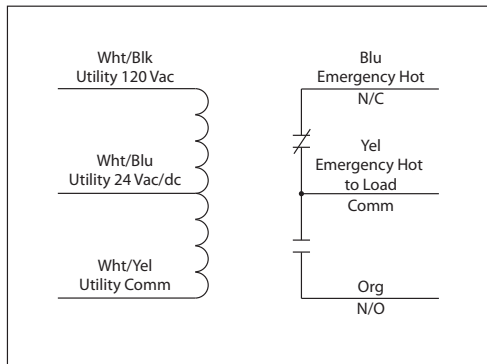 Wht/Blk
Utility 120 Vac
Wht/Blu
Utility 24 Vac/dc
Wht/Yel
Utility Comm
Blu
Emergency Hot
N/C
Yel
Emergency Hot
to Load
Comm
Org
N/O